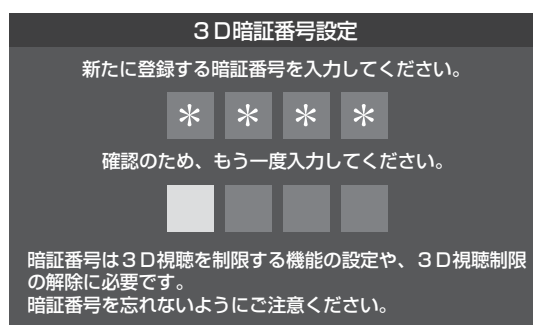 ３Ｄ暗証番号設定
新たに登録する暗証番号を入力してください。
＊ ＊ ＊ ＊
確認のため、もう一度入力してください。
暗証番号は３Ｄ視聴を制限する機能の設定や、３Ｄ視聴制限
の解除に必要です。
暗証番号を忘れないようにご注意ください。